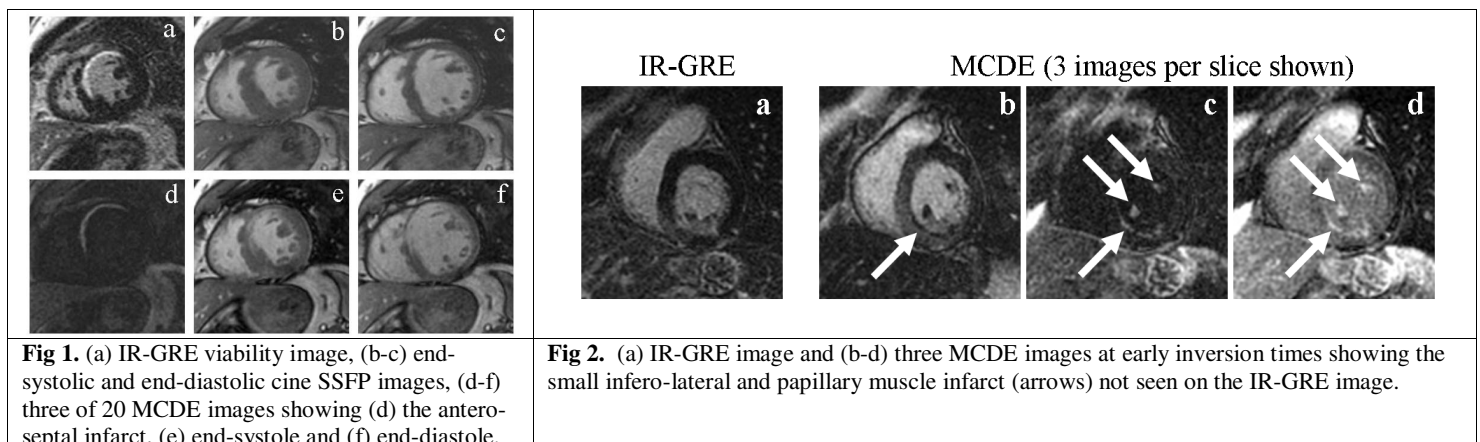 a b c
d e f
IR-GRE MCDE (3 images per slice shown)
a b c d
Fig 1. (a) IR-GRE viability image, (b-c) end-
systolic and end-diastolic cine SSFP images, (d-f)
three of 20 MCDE images showing (d) the antero-
septal infarct, (e) end-systole and (f) end-diastole.
Fig 2. (a) IR-GRE image and (b-d) three MCDE images at early inversion times showing the
small infero-lateral and papillary muscle infarct (arrows) not seen on the IR-GRE image.